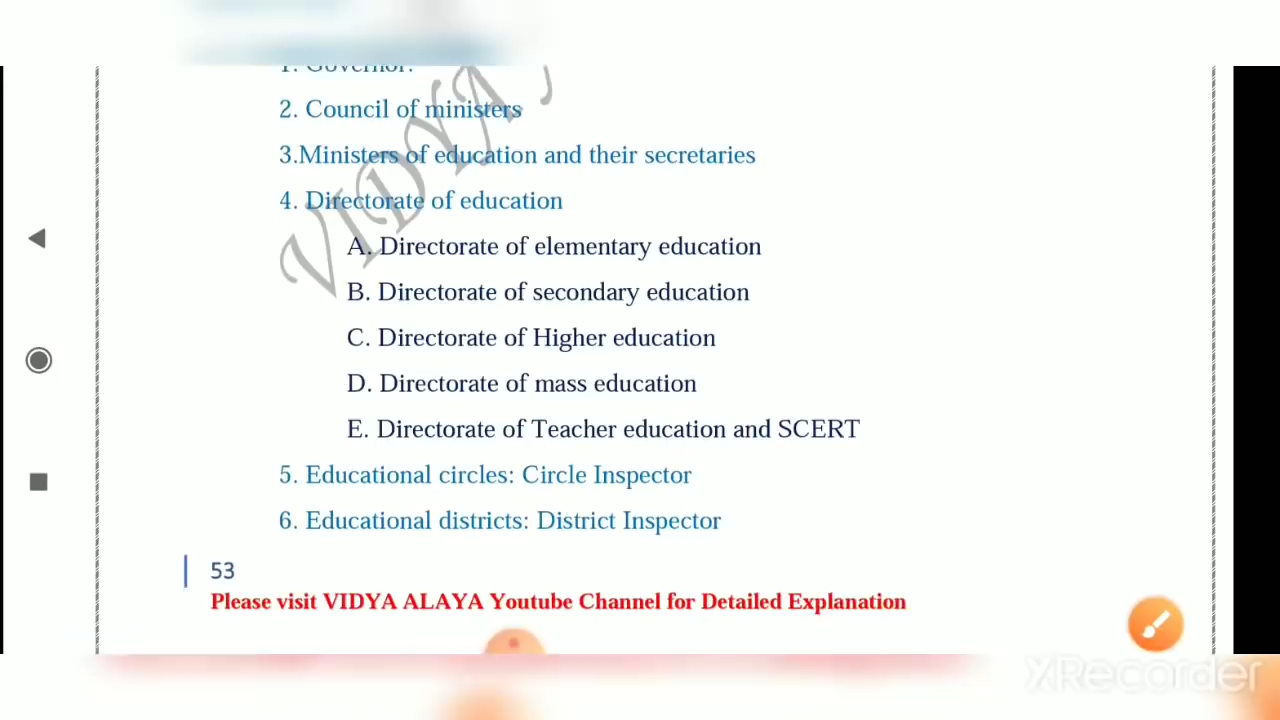 1. Governor.
2. Council of ministers
3.Ministers of education and their secretaries
4. Directorate of education
A. Directorate of elementary education
B. Directorate of secondary education
C. Directorate of Higher education
D. Directorate of mass education
E. Directorate of Teacher education and SCERT
5. Educational circles: Circle Inspector
6. Educational districts: District Inspector
VIDYA A
53
Please visit VIDYA ALAYA Youtube Channel for Detailed Explanation
XRecorder